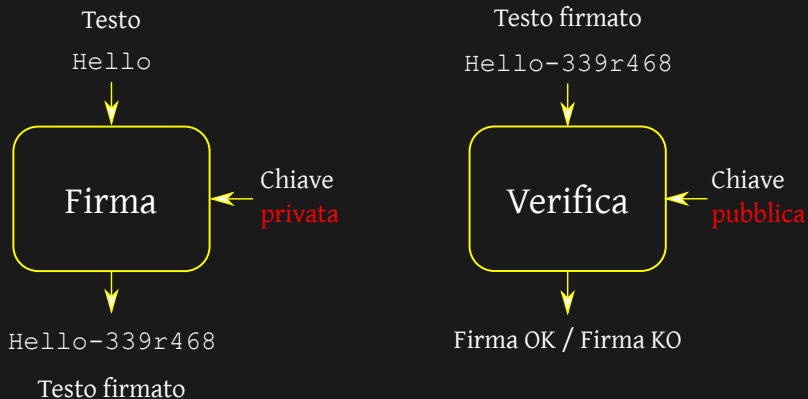 Testo
Hello
Firma
Chiave
privata
Hello-339r468
Testo firmato
Testo firmato
Hello-339r468
Verifica
Chiave
pubblica
Firma OK / Firma KO